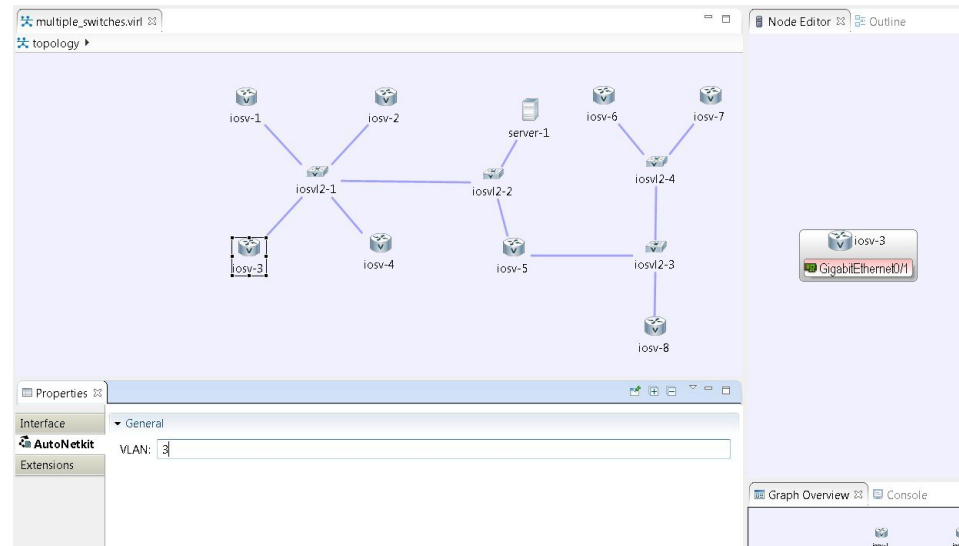 multiple_switches.virl
topology
iosv-1
iosv-2
server-1
iosv-6
iosv-7
iosvl2-1
iosvl2-2
iosvl2-4
iosv-3
iosv-4
iosv-5
iosvl2-3
iosv-8
Properties
Interface
AutoNetkit
Extensions
General
VLAN: 3
Node Editor
Outline
iosv-3
GigabitEthernet0/1
Graph Overview
Console